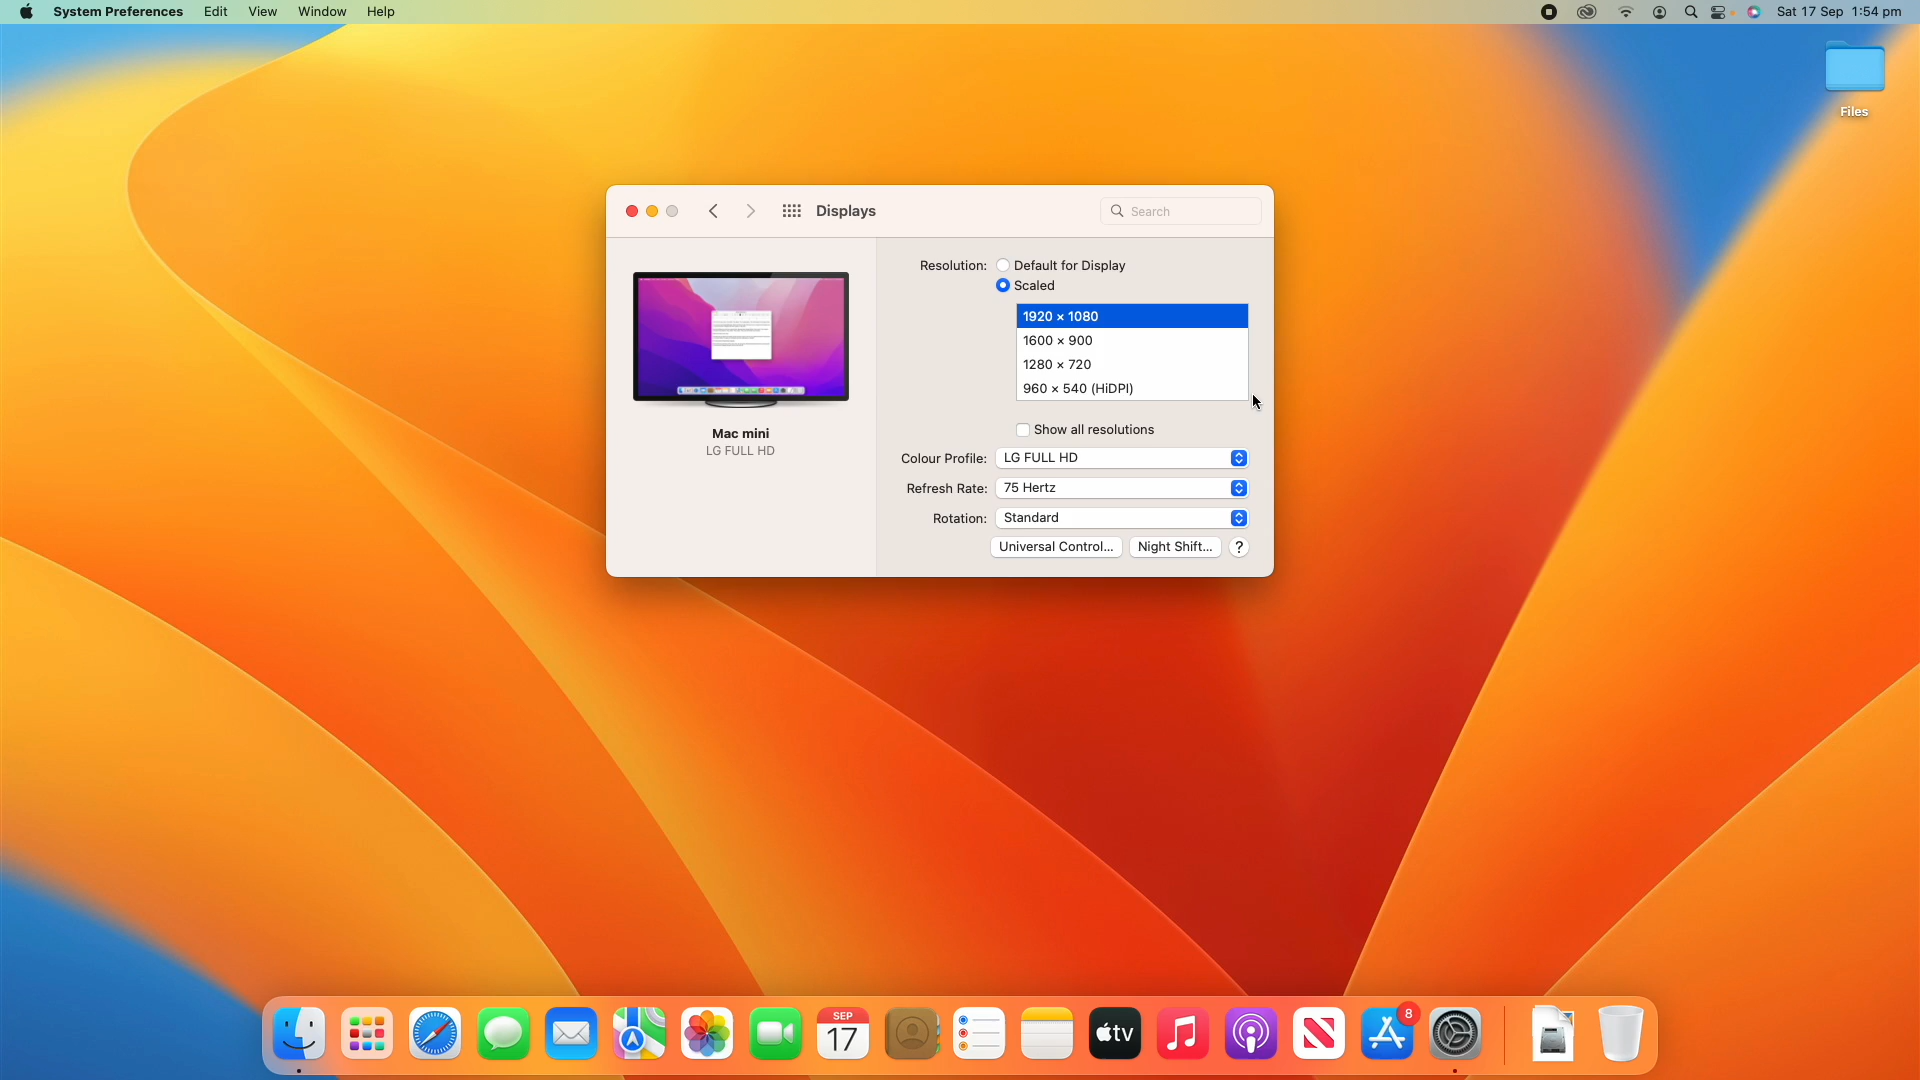 System Preferences Edit View Window Help Sat 17 Sep 1:54 pm
Files
Displays Search
Resolution: Default for Display
Scaled
1920 × 1080
1600 × 900
1280 × 720
960 × 540 (HiDPI)
Show all resolutions
Mac mini
LG FULL HD
Colour Profile: LG FULL HD
Refresh Rate: 75 Hertz
Rotation: Standard
Universal Control... Night Shift... ?
SEP
17
tv
8